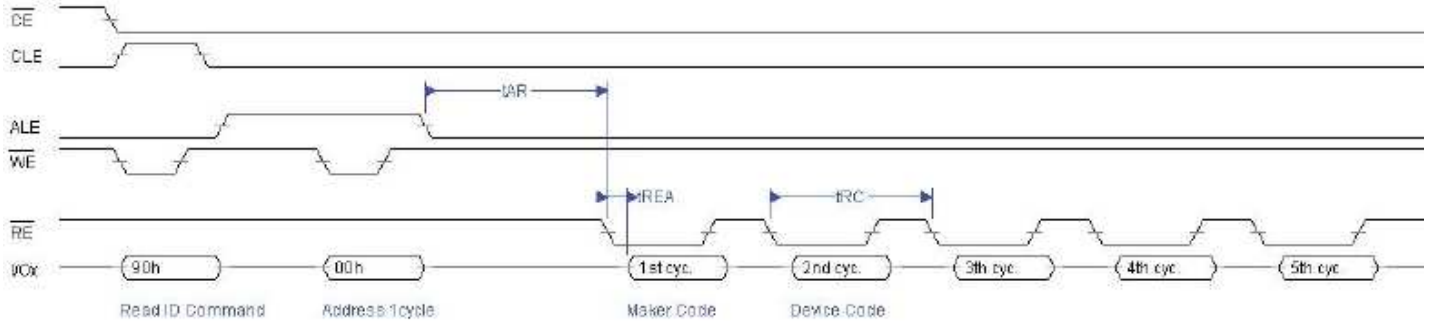 CE
CLE
tAR
ALE
WE
tREA
tRC
RE
I/Ox
90h
00h
1st cyc.
2nd cyc.
3th cyc.
4th cyc.
5th cyc.
Read ID Command
Address 1cycle
Maker Code
Device Code